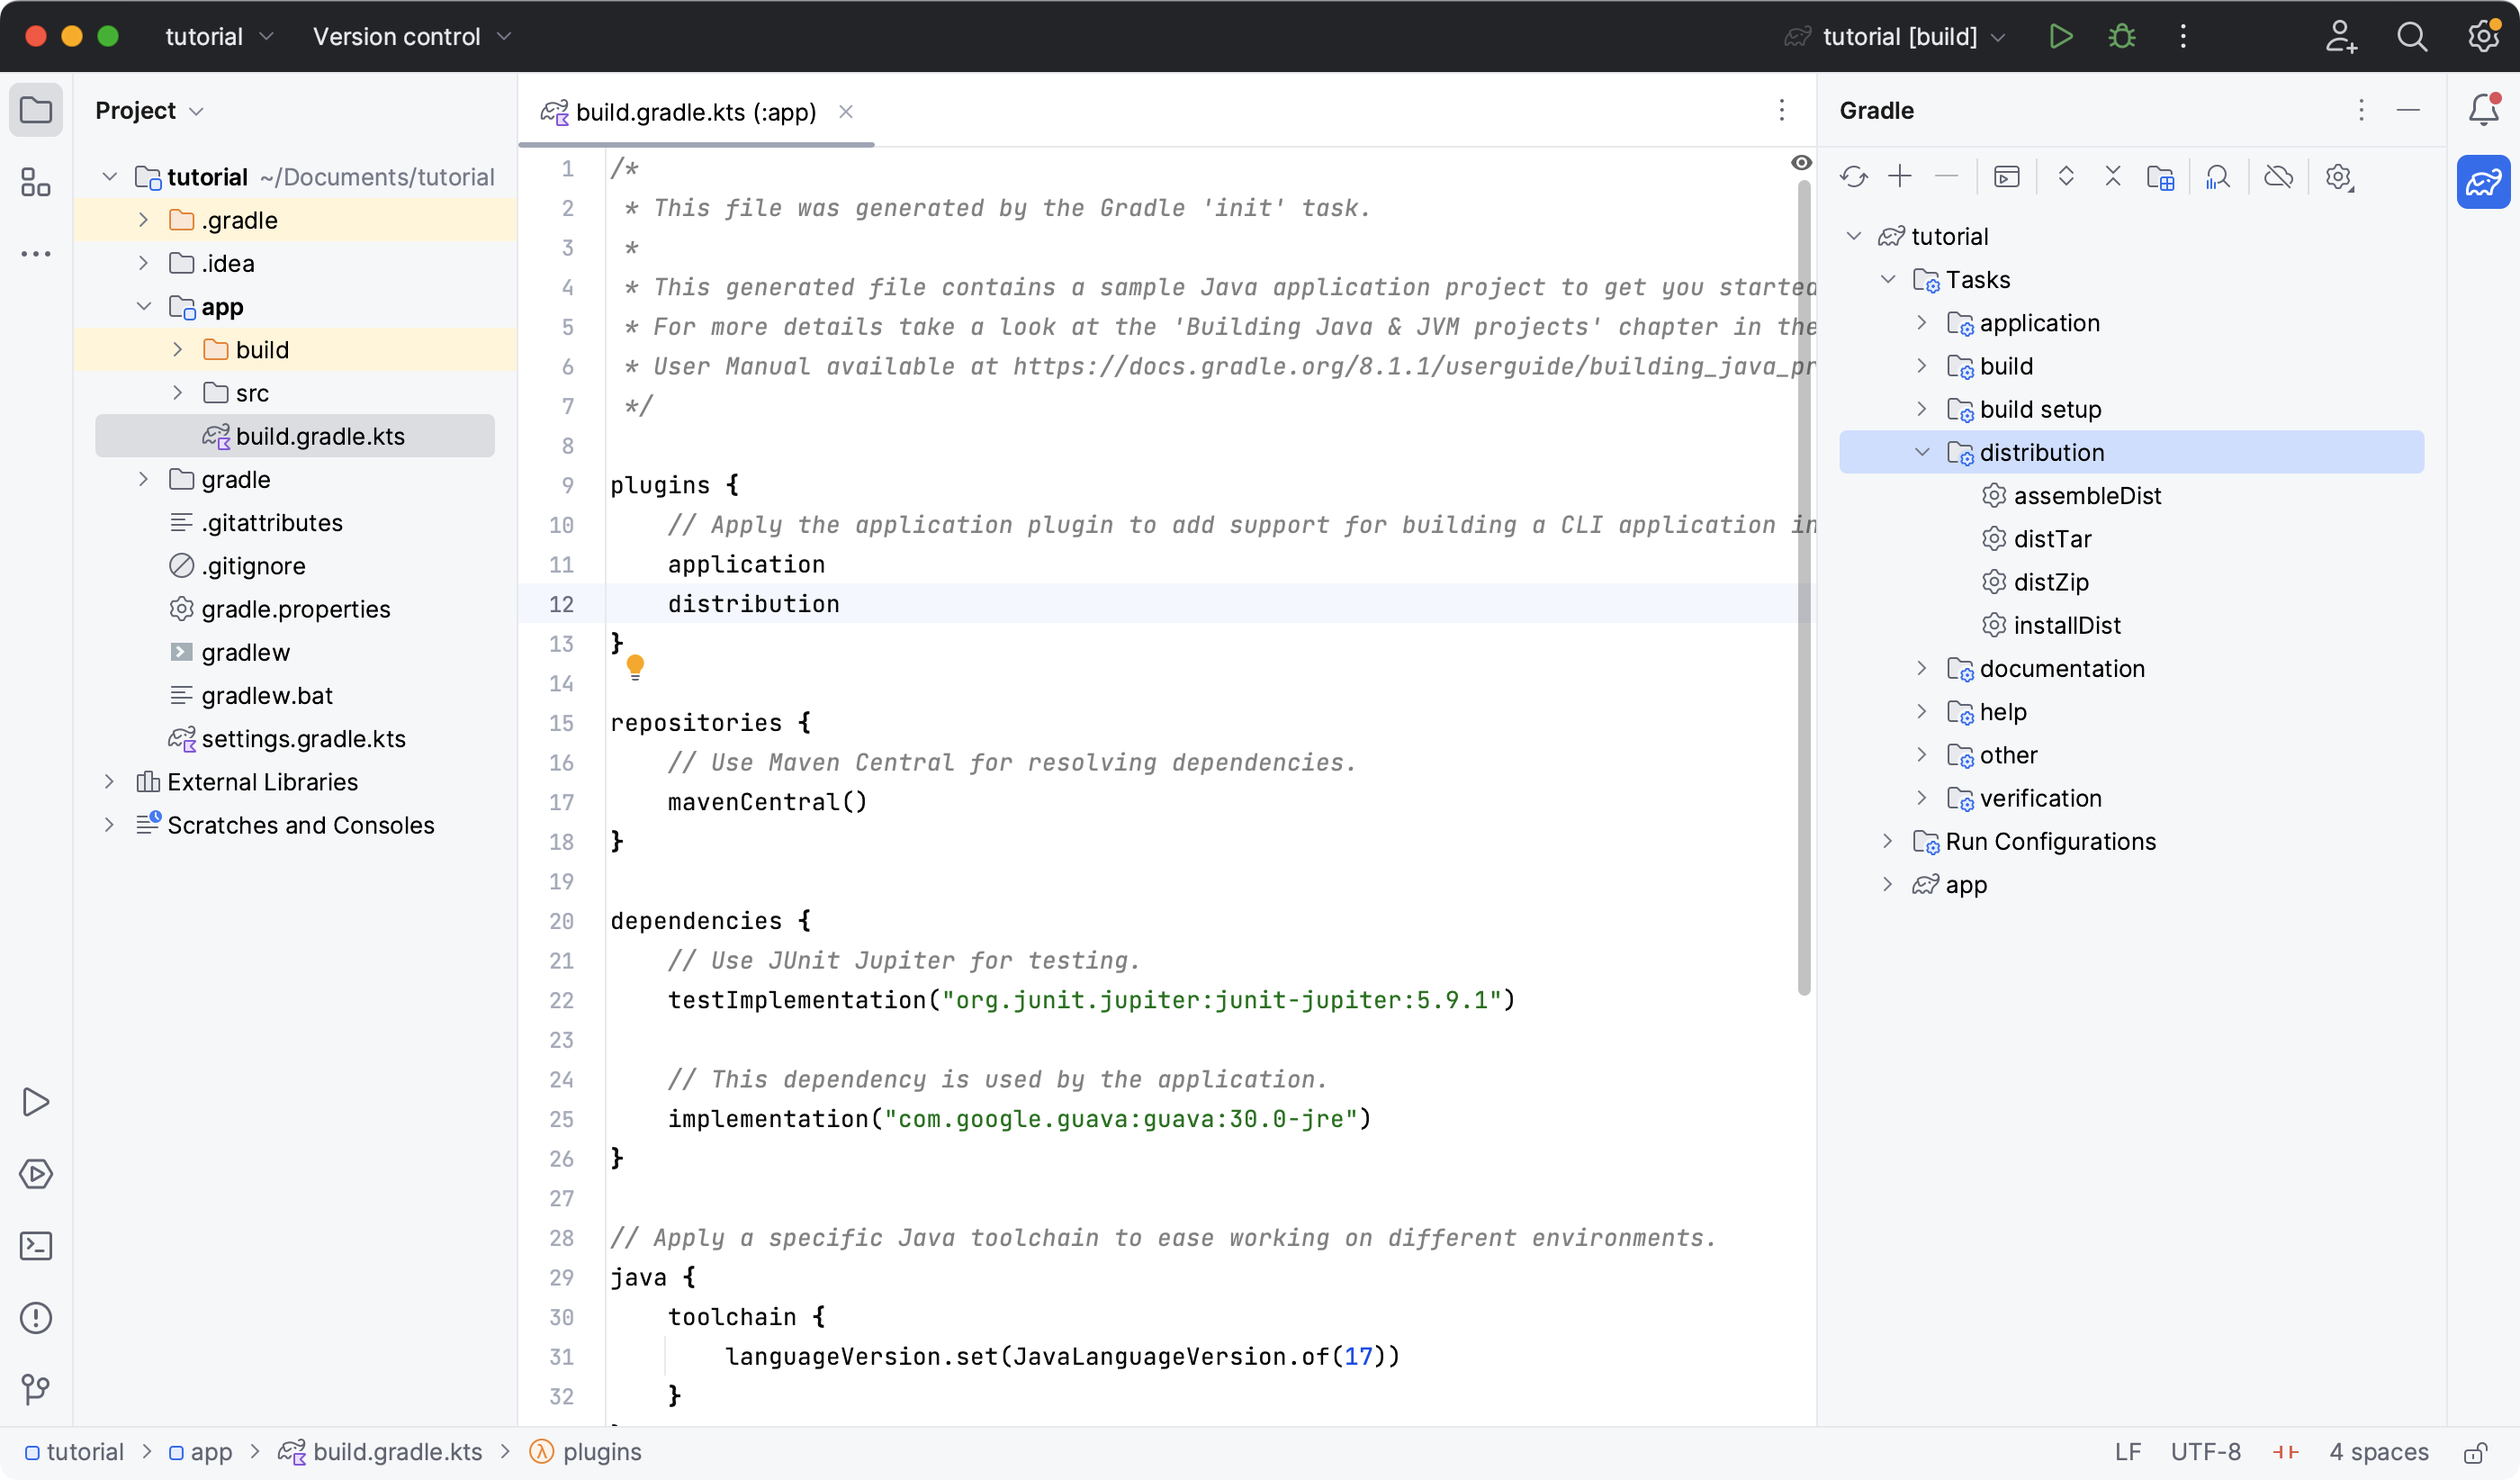 tutorial
Version control
tutorial [build]
Project
tutorial ~/Documents/tutorial
.gradle
.idea
app
build
src
build.gradle.kts
gradle
.gitattributes
.gitignore
gradle.properties
gradlew
gradlew.bat
settings.gradle.kts
External Libraries
Scratches and Consoles
build.gradle.kts (:app)
1 /*
2 * This file was generated by the Gradle 'init' task.
3 *
4 * This generated file contains a sample Java application project to get you started
5 * For more details take a look at the 'Building Java & JVM projects' chapter in the
6 * User Manual available at https://docs.gradle.org/8.1.1/userguide/building_java_pr
7 */
8
9 plugins {
10 // Apply the application plugin to add support for building a CLI application in
11 application
12 distribution
13 }
14
15 repositories {
16 // Use Maven Central for resolving dependencies.
17 mavenCentral()
18 }
19
20 dependencies {
21 // Use JUnit Jupiter for testing.
22 testImplementation("org.junit.jupiter:junit-jupiter:5.9.1")
23
24 // This dependency is used by the application.
25 implementation("com.google.guava:guava:30.0-jre")
26 }
27
28 // Apply a specific Java toolchain to ease working on different environments.
29 java {
30 toolchain {
31 languageVersion.set(JavaLanguageVersion.of(17))
32 }
Gradle
tutorial
Tasks
application
build
build setup
distribution
assembleDist
distTar
distZip
installDist
documentation
help
other
verification
Run Configurations
app
tutorial > app > build.gradle.kts > plugins
LF UTF-8 4 spaces